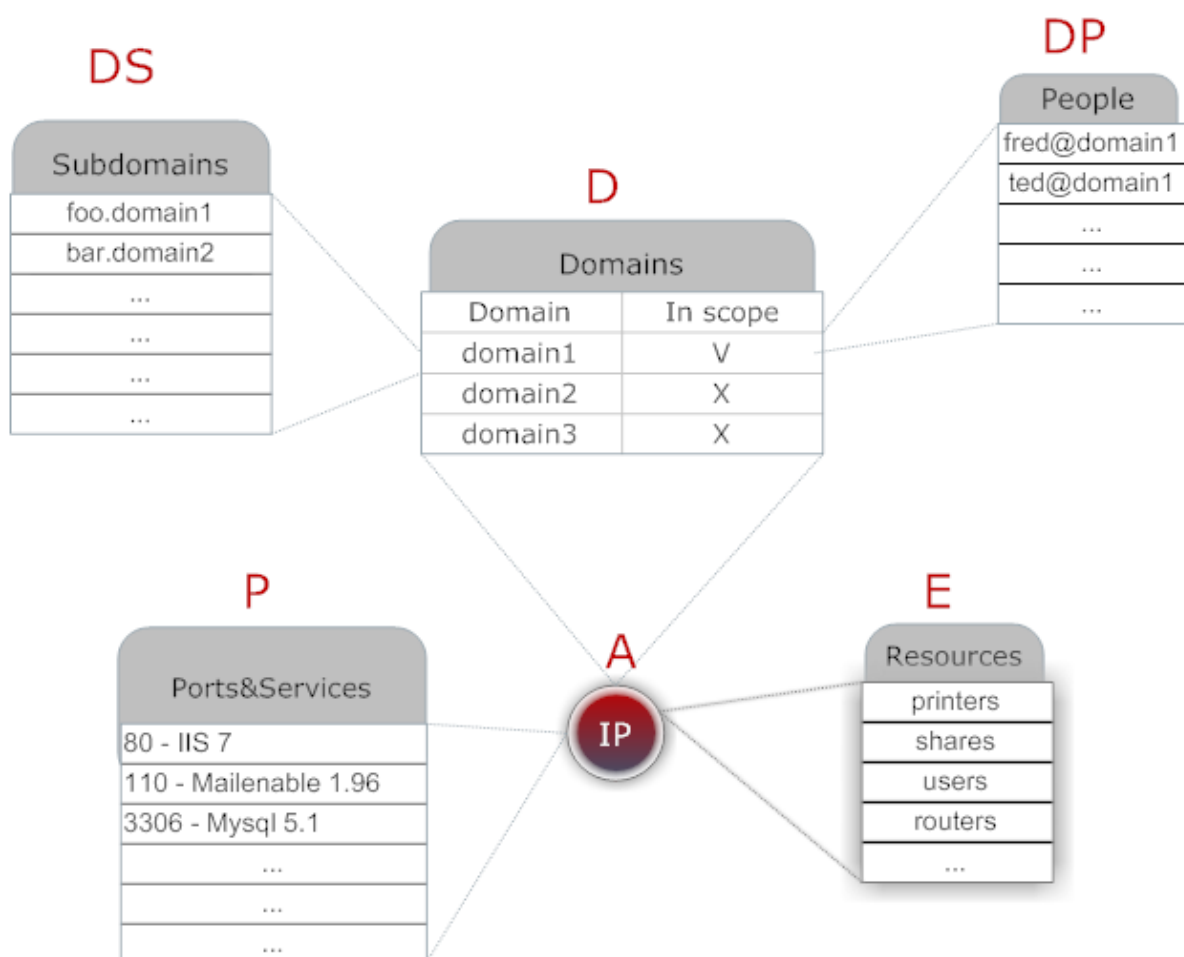 DS
Subdomains
foo.domain1
bar.domain2
...
...
...
...
DP
People
fred@domain1
ted@domain1
...
...
...
D
Domains
Domain In scope
domain1 V
domain2 X
domain3 X
P
Ports&Services
80 - IIS 7
110 - Mailenable 1.96
3306 - Mysql 5.1
...
...
...
A
IP
E
Resources
printers
shares
users
routers
...